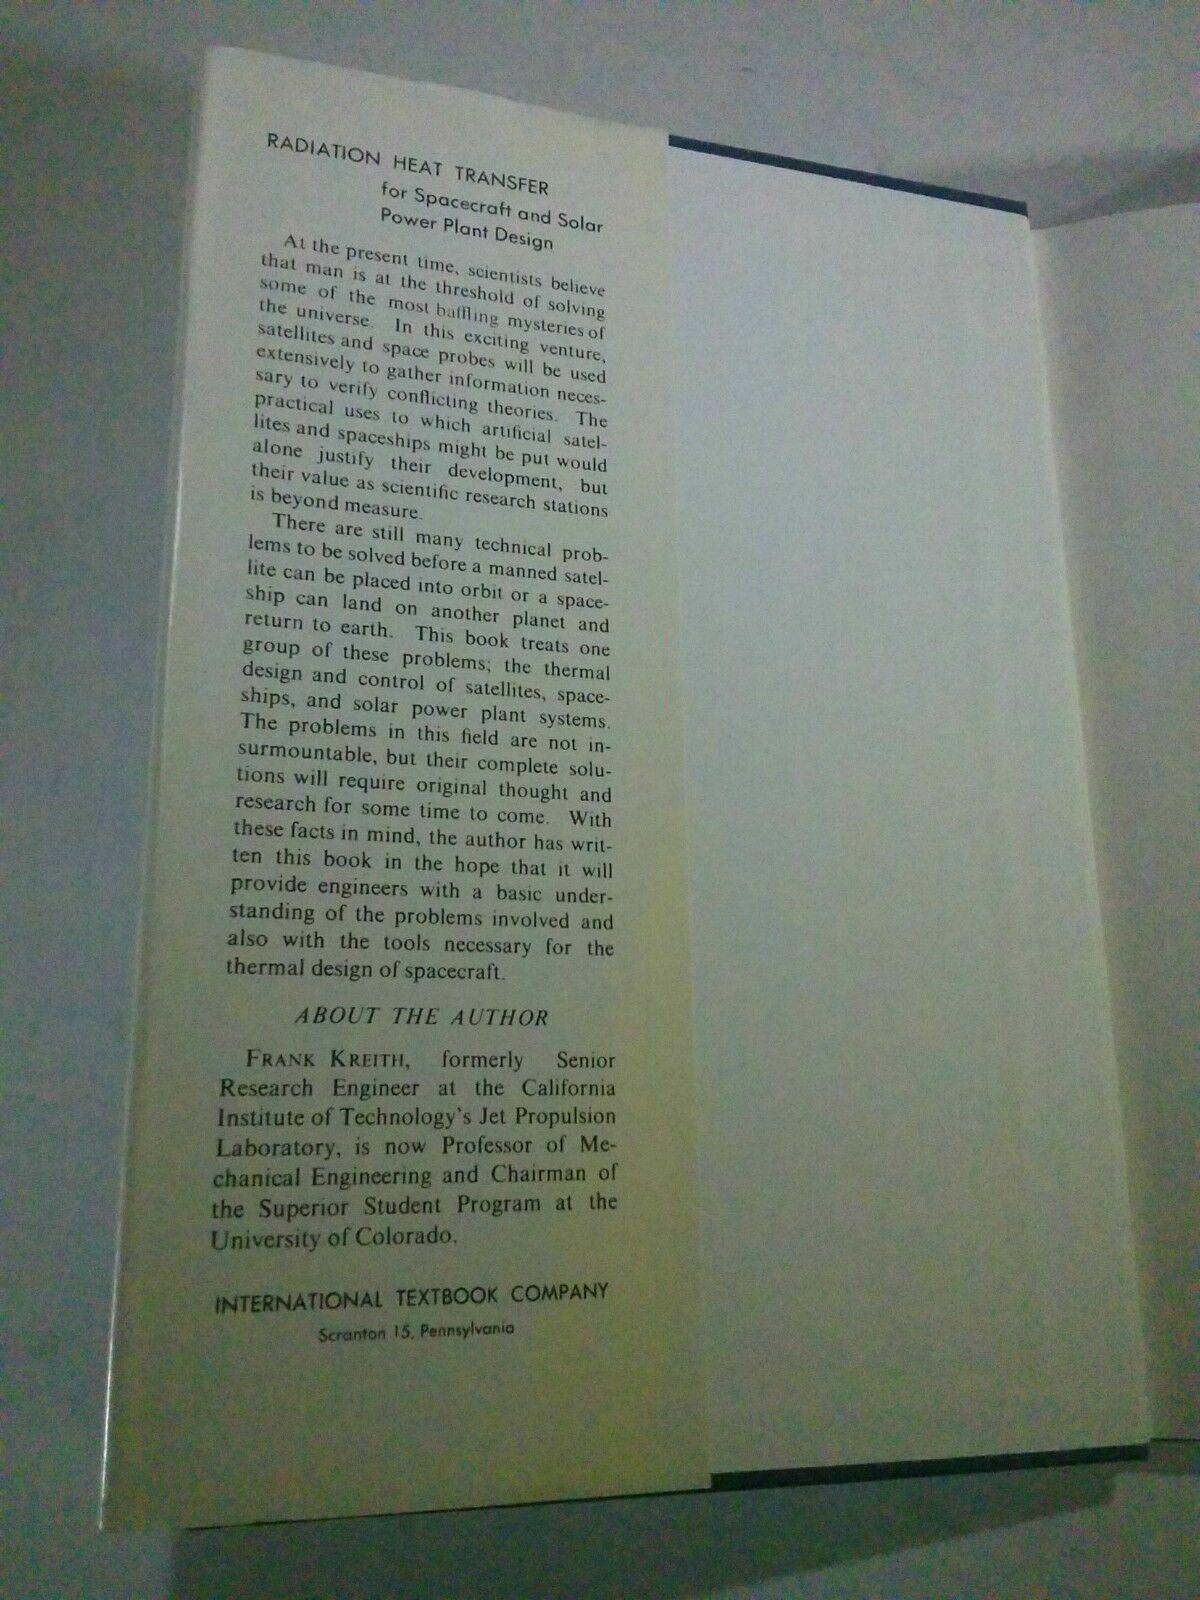 RADIATION HEAT TRANSFER
for Spacecraft and Solar
Power Plant Design
At the present time, scientists believe
that man is at the threshold of solving
some of the most baffling mysteries of
the universe. In this exciting venture,
satellites and space probes will be used
extensively to gather information neces-
sary to verify conflicting theories. The
practical uses to which artificial satel-
lites and spaceships might be put would
alone justify their development, but
their value as scientific research stations
is beyond measure.
There are still many technical prob-
lems to be solved before a manned satel-
lite can be placed into orbit or a space-
ship can land on another planet and
return to earth. This book treats one
group of these problems; the thermal
design and control of satellites, space-
ships, and solar power plant systems.
The problems in this field are not in-
surmountable, but their complete solu-
tions will require original thought and
research for some time to come. With
these facts in mind, the author has writ-
ten this book in the hope that it will
provide engineers with a basic under-
standing of the problems involved and
also with the tools necessary for the
thermal design of spacecraft.
ABOUT THE AUTHOR
FRANK KREITH, formerly Senior
Research Engineer at the California
Institute of Technology's Jet Propulsion
Laboratory, is now Professor of Me-
chanical Engineering and Chairman of
the Superior Student Program at the
University of Colorado.
INTERNATIONAL TEXTBOOK COMPANY
Scranton 15, Pennsylvania